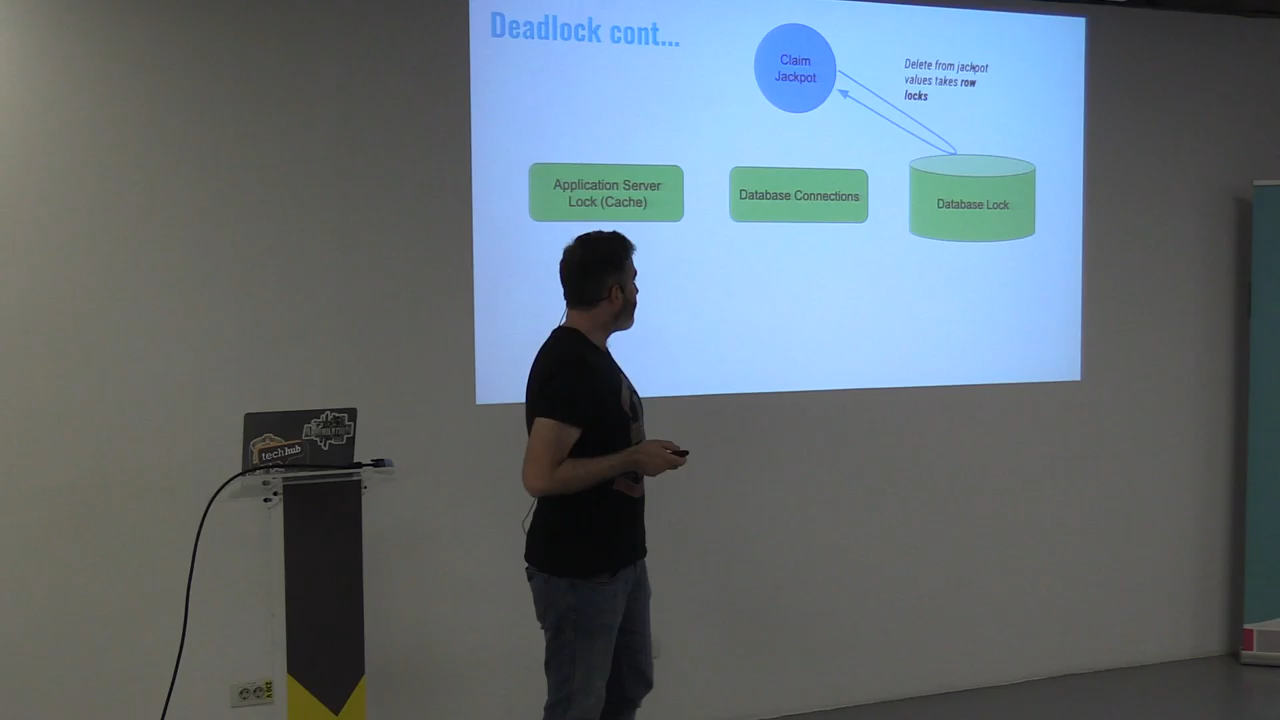 Deadlock cont...
Claim
Jackpot
Delete from jackpot
values takes row
locks
Application Server
Lock (Cache)
Database Connections
Database Lock
techhub
230 V